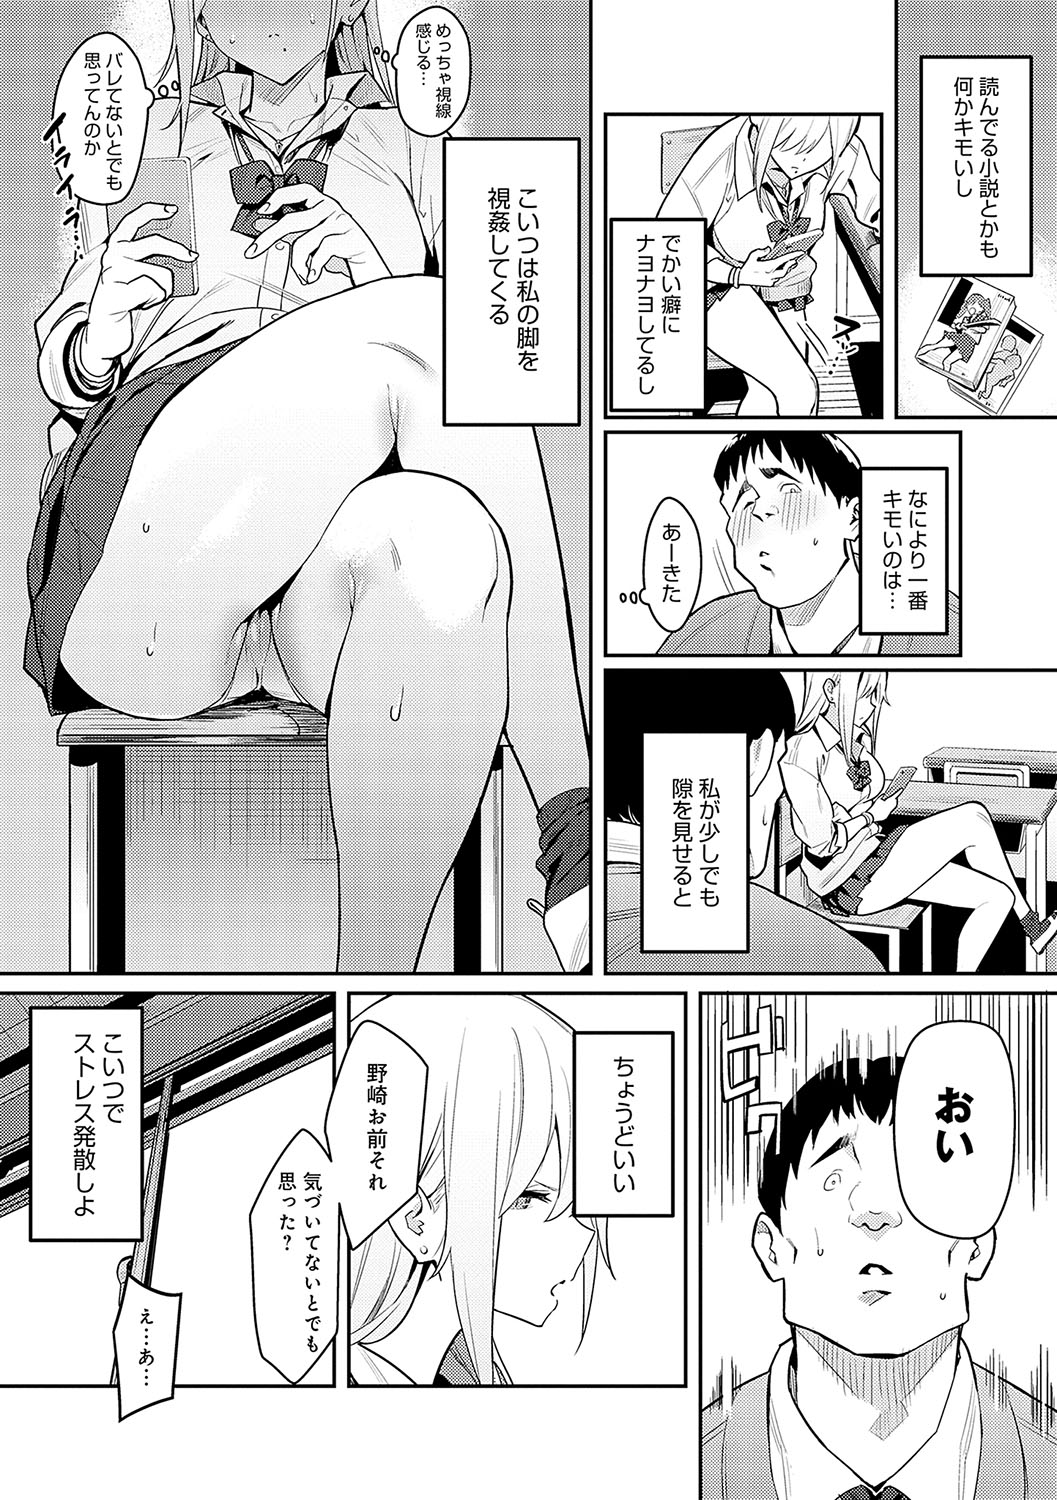 読んでる小説とかも
何かキモいし
でかい癖に
ナヨナヨしてるし
なにより一番
キモいのは…
あーきた
私が少しでも
隙を見せると
こいつは私の脚を
視姦してくる
めっちゃ視線
感じる…
バレてないとでも
思ってんのか
イライラ
おい
ビクッ
ちょうどいい
野崎お前それ
気づいてないとでも
思った?
こいつで
ストレス発散しよ
え…あ…